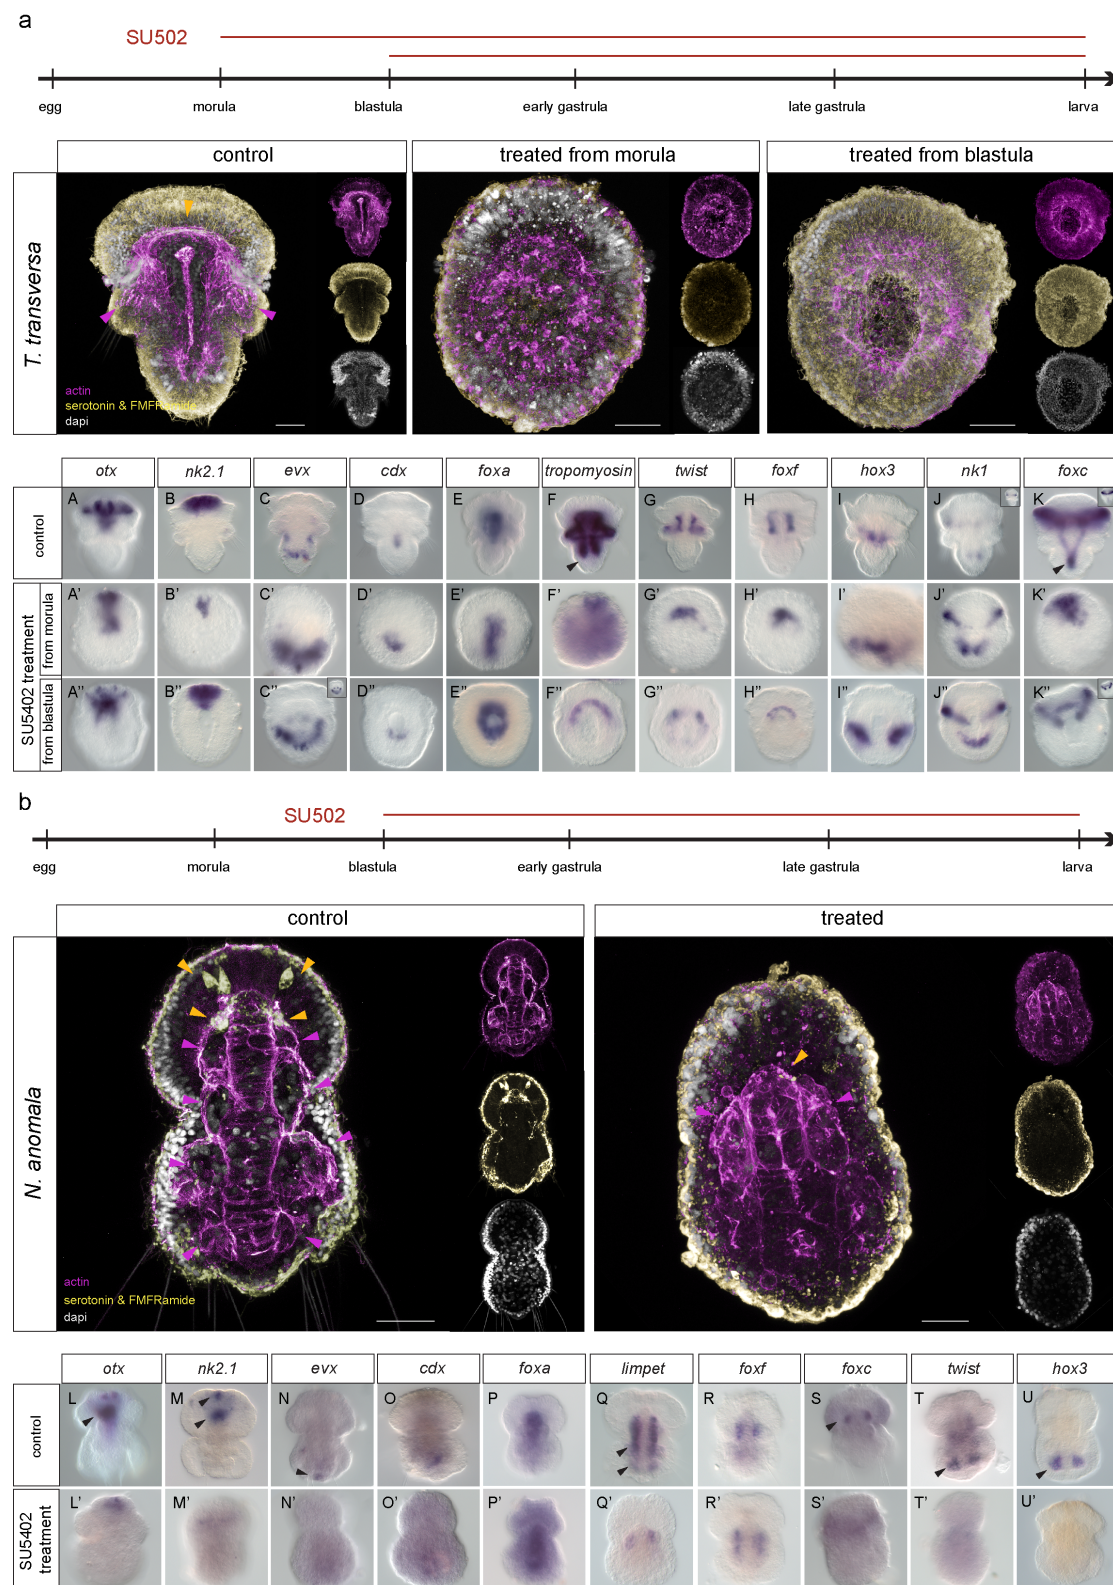 a
SU502
egg morula blastula early gastrula late gastrula larva
control treated from morula treated from blastula
T. transversa
actin
serotonin & FMFRamide
dapi
otx nk2.1 evx cdx foxa tropomyosin twist foxf hox3 nk1 foxc
control
A B C D E F G H I J K
SU5402 treatment
from morula
A' B' C' D' E' F' G' H' I' J' K'
from blastula
A'' B'' C'' D'' E'' F'' G'' H'' I'' J'' K''
b
SU502
egg morula blastula early gastrula late gastrula larva
control treated
N. anomala
actin
serotonin & FMFRamide
dapi
otx nk2.1 evx cdx foxa limpet foxf foxc twist hox3
control
L M N O P Q R S T U
SU5402
treatment
L' M' N' O' P' Q' R' S' T' U'